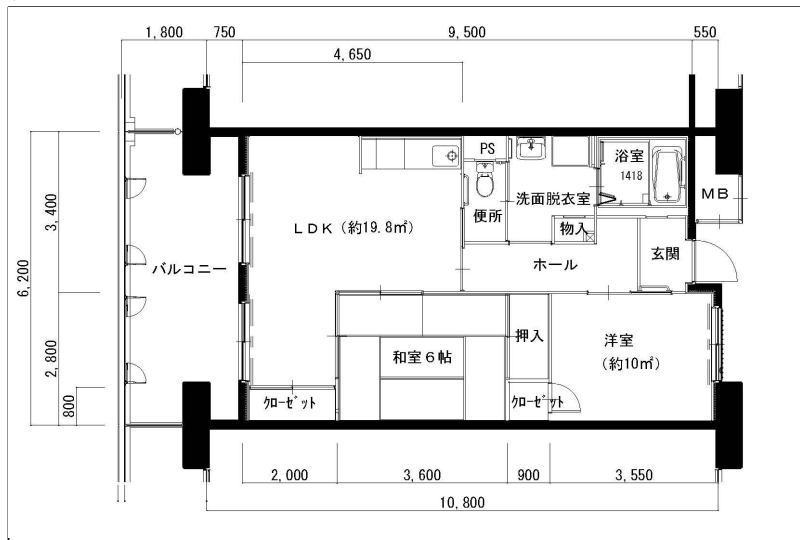 1,800
750
9,500
550
4,650
PS
浴室
1418
MB
洗面脱衣室
便所
物入
LDK(約19.8㎡)
ホール
玄関
バルコニー
3,400
6,200
2,800
800
押入
洋室
(約10㎡)
和室6帖
クローゼット
クローゼット
2,000
3,600
900
3,550
10,800